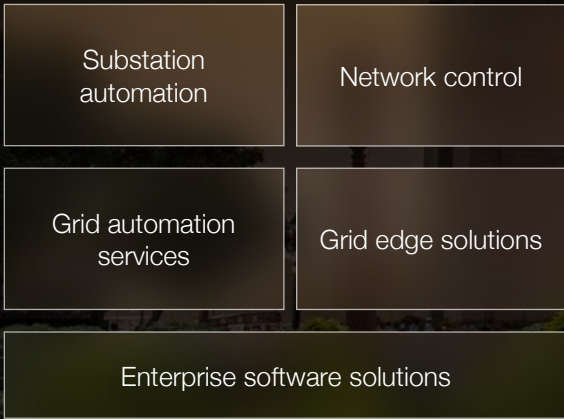 Substation
automation
Network control
Grid automation
services
Grid edge solutions
Enterprise software solutions